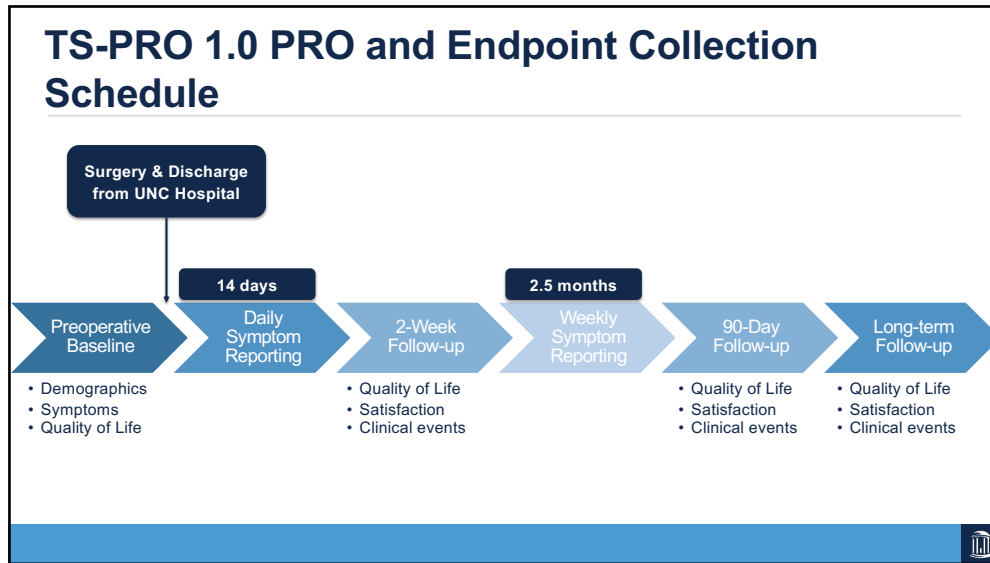 TS-PRO 1.0 PRO and Endpoint Collection
Schedule
Surgery & Discharge
from UNC Hospital
14 days
2.5 months
Preoperative
Baseline
Daily
Symptom
Reporting
2-Week
Follow-up
Weekly
Symptom
Reporting
90-Day
Follow-up
Long-term
Follow-up
• Demographics
• Symptoms
• Quality of Life
• Quality of Life
• Satisfaction
• Clinical events
• Quality of Life
• Satisfaction
• Clinical events
• Quality of Life
• Satisfaction
• Clinical events